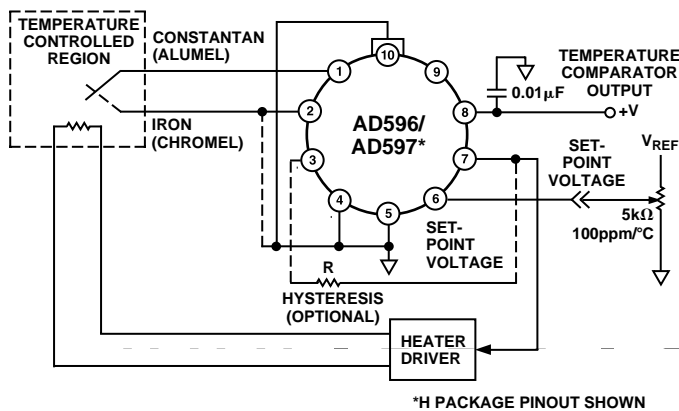 TEMPERATURE
CONTROLLED
REGION
CONSTANTAN
(ALUMEL)
IRON
(CHROMEL)
10
1
9
2
8
3
7
4
6
5
AD596/
AD597*
0.01µF
TEMPERATURE
COMPARATOR
OUTPUT
+V
SET-
POINT
VOLTAGE
VREF
5kΩ
100ppm/°C
SET-
POINT
VOLTAGE
R
HYSTERESIS
(OPTIONAL)
HEATER
DRIVER
*H PACKAGE PINOUT SHOWN